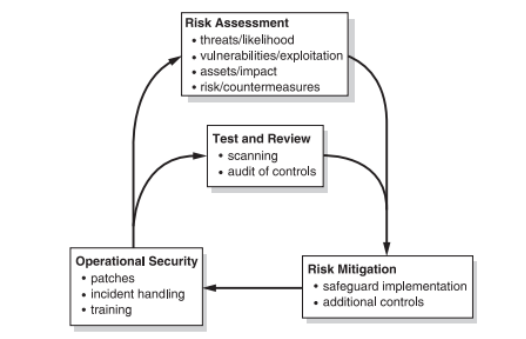 Risk Assessment
• threats/likelihood
• vulnerabilities/exploitation
• assets/impact
• risk/countermeasures
Test and Review
• scanning
• audit of controls
Operational Security
• patches
• incident handling
• training
Risk Mitigation
• safeguard implementation
• additional controls